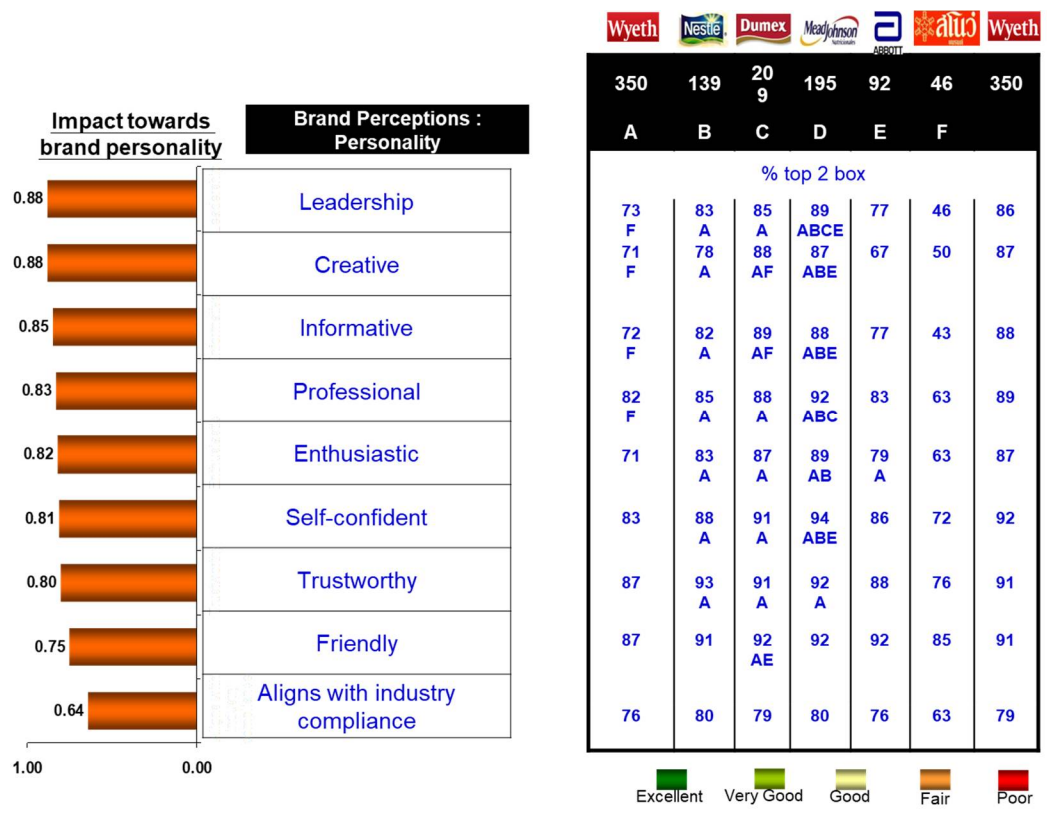 Wyeth Nestlé Dumex MeadJohnson ABBOTT Wyeth
Nutritionals
350 139 20 195 92 46 350
9
A B C D E F
Impact towards
brand personality
Brand Perceptions :
Personality
% top 2 box
0.88 Leadership 73 83 85 89 77 46 86
F A A ABCE
0.88 Creative 71 78 88 87 67 50 87
F A AF ABE
0.85 Informative 72 82 89 88 77 43 88
F A AF ABE
0.83 Professional 82 85 88 92 83 63 89
F A A ABC
0.82 Enthusiastic 71 83 87 89 79 63 87
A A AB A
0.81 Self-confident 83 88 91 94 86 72 92
A A ABE
0.80 Trustworthy 87 93 91 92 88 76 91
A A A
0.75 Friendly 87 91 92 92 92 85 91
AE
0.64 Aligns with industry
compliance 76 80 79 80 76 63 79
1.00 0.00
Excellent Very Good Good Fair Poor